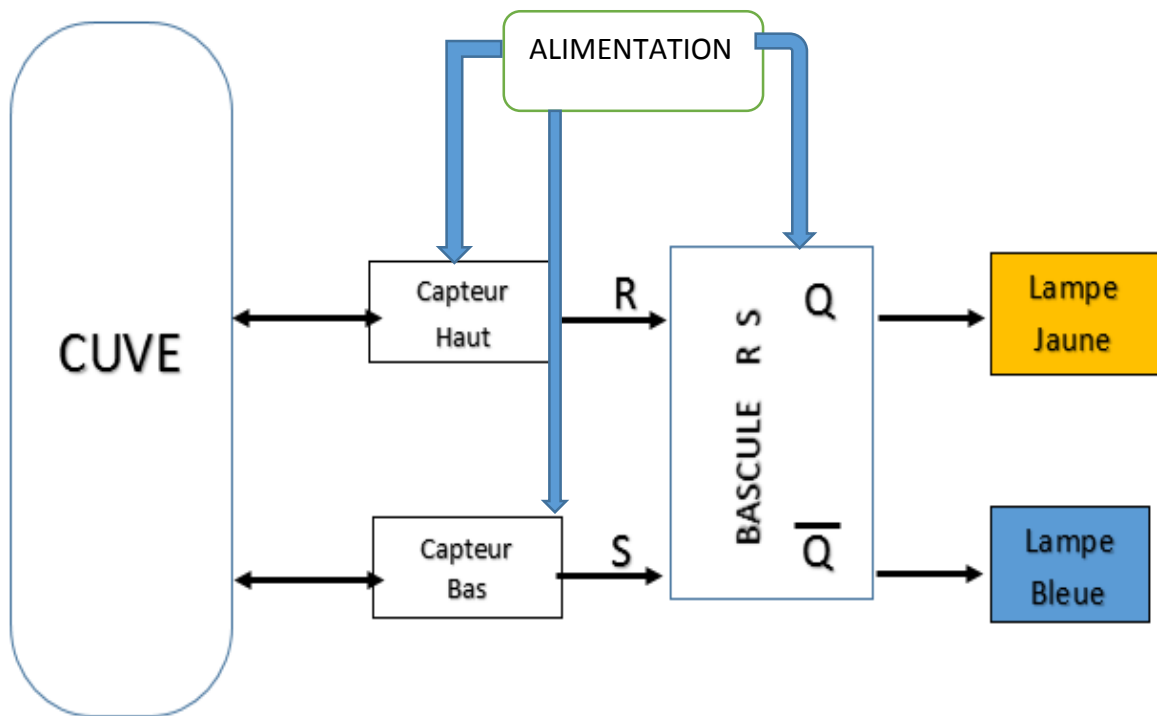 ALIMENTATION
CUVE
Capteur
Haut
R
BASCULE R S
Q
Lampe
Jaune
Capteur
Bas
S
Q̅
Lampe
Bleue